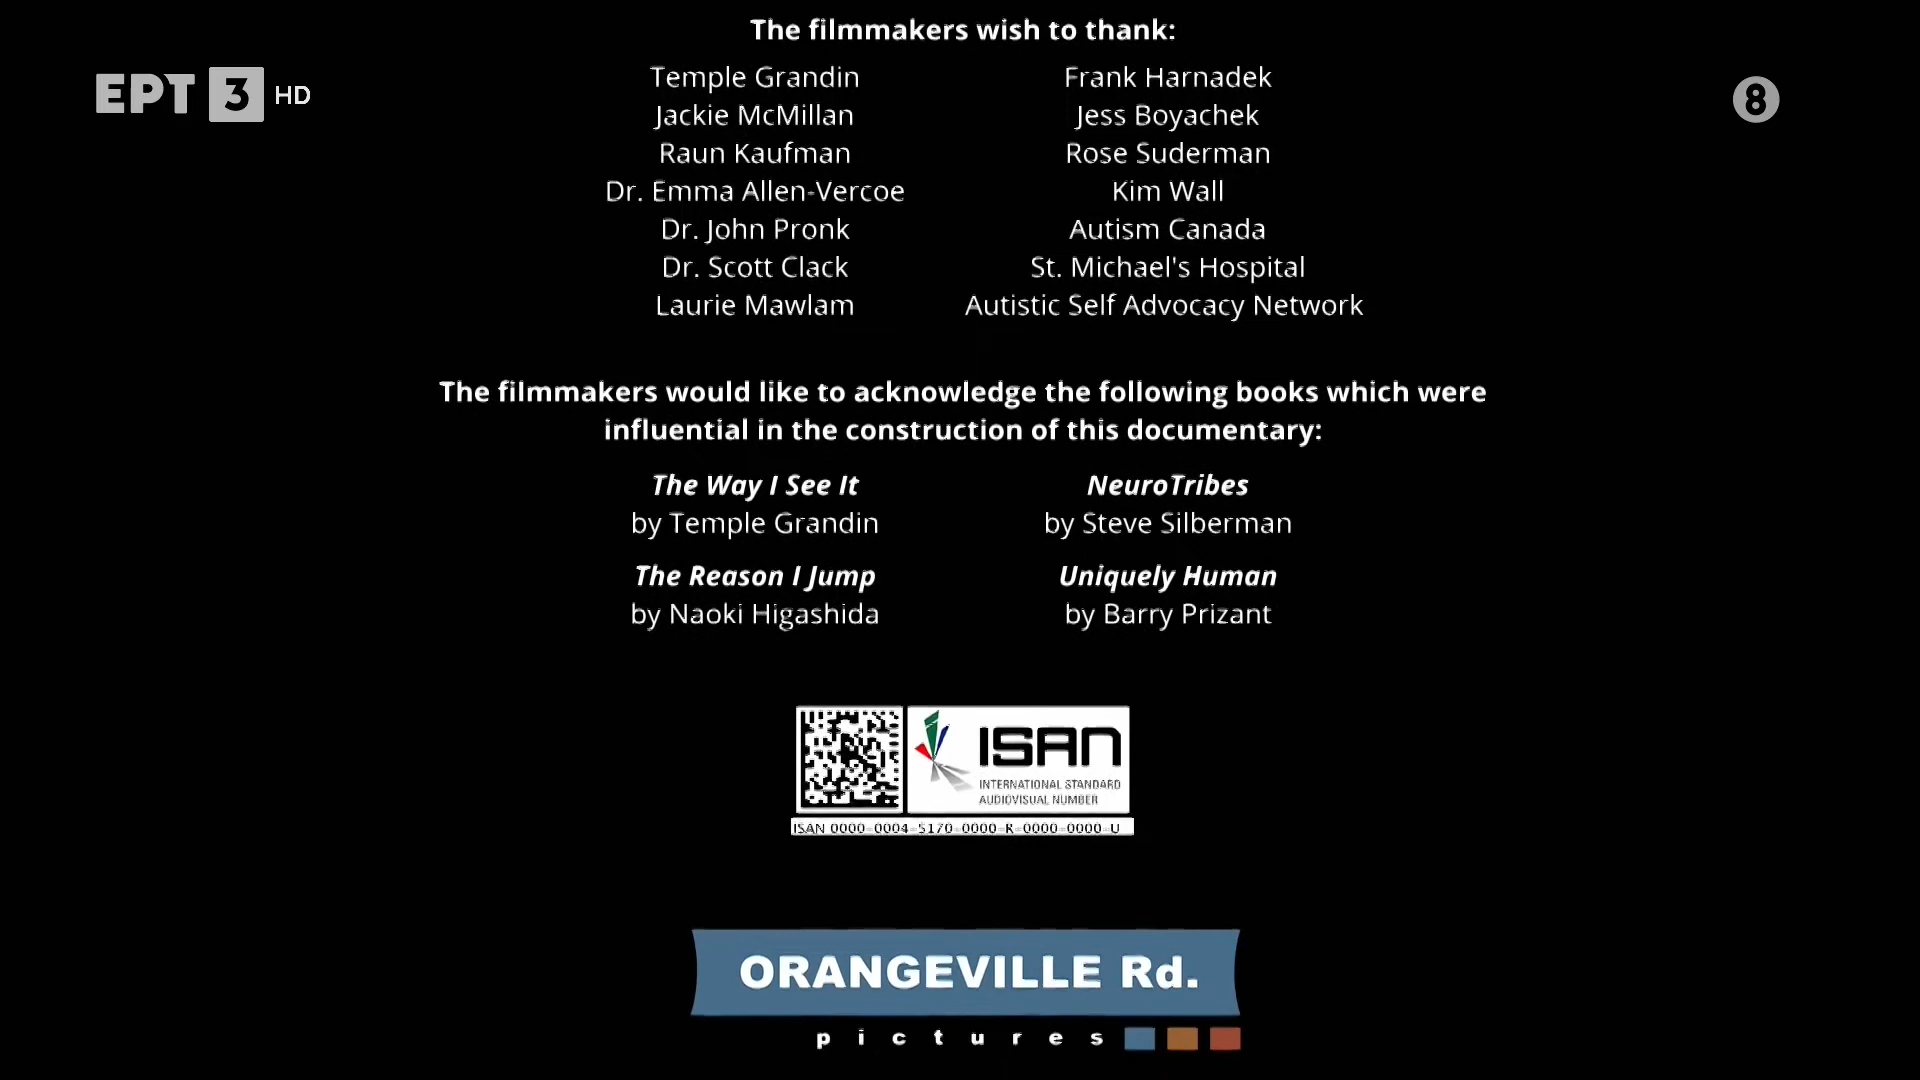 The filmmakers wish to thank:
ΕΡΤ 3 HD
8
Temple Grandin
Frank Harnadek
Jackie McMillan
Jess Boyachek
Raun Kaufman
Rose Suderman
Dr. Emma Allen-Vercoe
Kim Wall
Dr. John Pronk
Autism Canada
Dr. Scott Clack
St. Michael's Hospital
Laurie Mawlam
Autistic Self Advocacy Network
The filmmakers would like to acknowledge the following books which were
influential in the construction of this documentary:
The Way I See It
by Temple Grandin
NeuroTribes
by Steve Silberman
The Reason I Jump
by Naoki Higashida
Uniquely Human
by Barry Prizant
ISAN
INTERNATIONAL STANDARD
AUDIOVISUAL NUMBER
ISAN 0000-0004-5170-0000-R-0000-0000-U
ORANGEVILLE Rd.
pictures